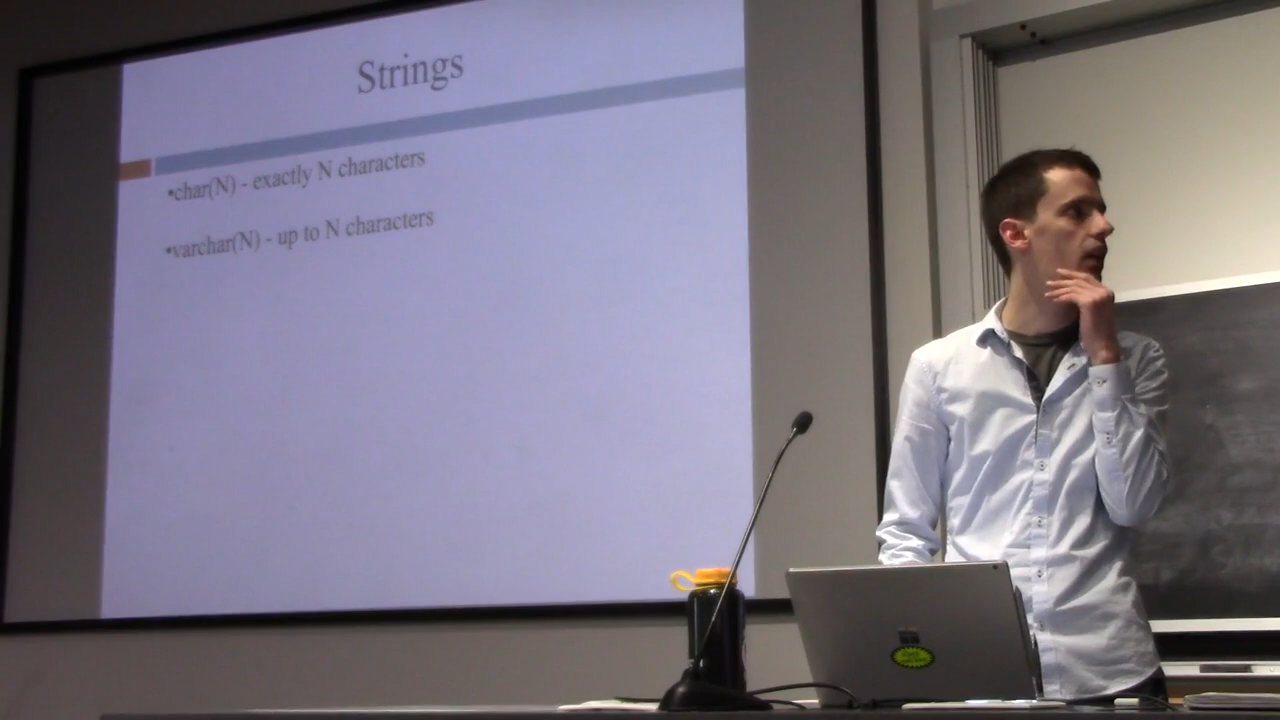 Strings
•char(N) - exactly N characters
•varchar(N) - up to N characters